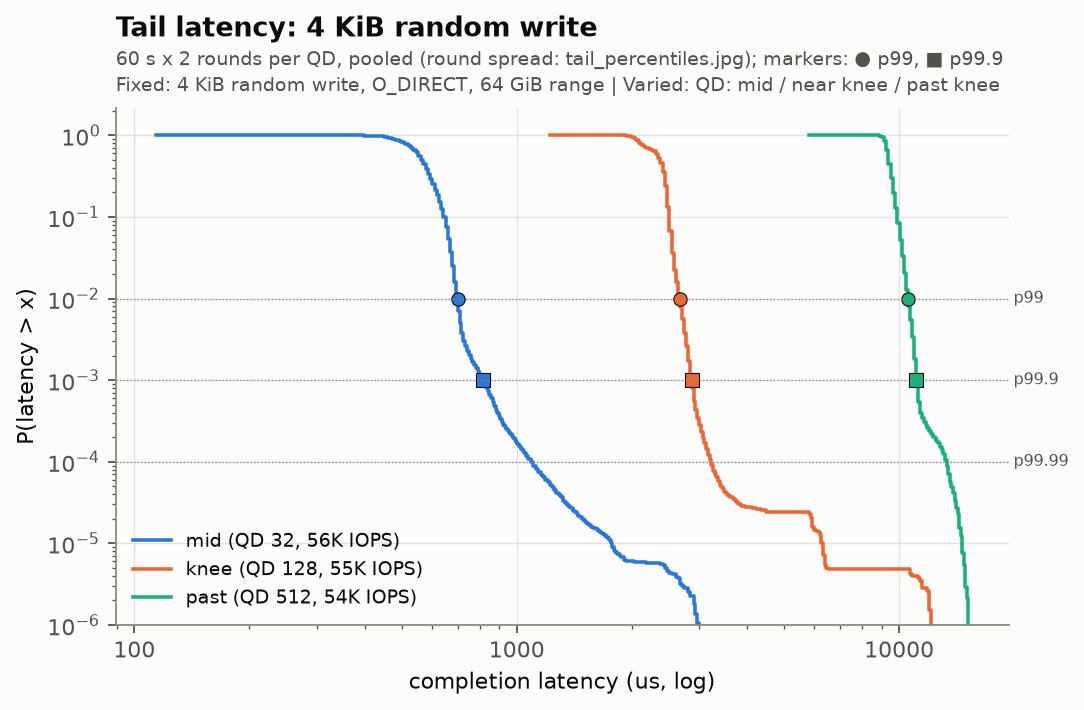 Tail latency: 4 KiB random write
60 s x 2 rounds per QD, pooled (round spread: tail_percentiles.jpg); markers: ● p99, ■ p99.9
Fixed: 4 KiB random write, O_DIRECT, 64 GiB range | Varied: QD: mid / near knee / past knee
P(latency > x)
10⁰
10⁻¹
10⁻²
10⁻³
10⁻⁴
10⁻⁵
10⁻⁶
p99
p99.9
p99.99
mid (QD 32, 56K IOPS)
knee (QD 128, 55K IOPS)
past (QD 512, 54K IOPS)
100 1000 10000
completion latency (us, log)